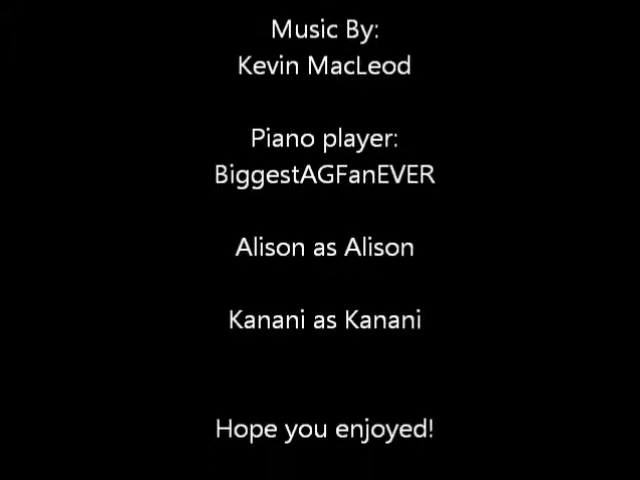 Music By:
Kevin MacLeod
Piano player:
BiggestAGFanEVER
Alison as Alison
Kanani as Kanani
Hope you enjoyed!